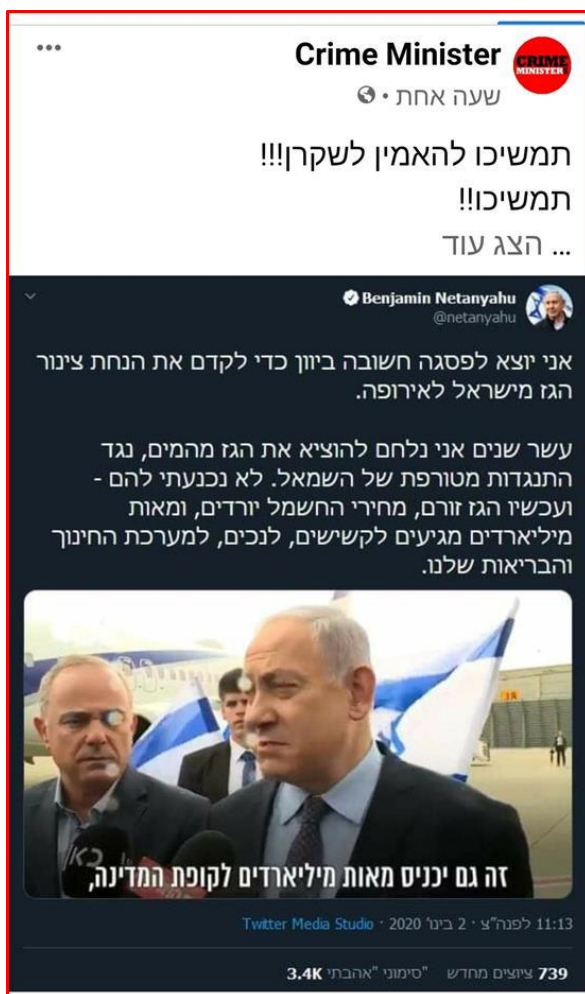 Crime Minister
CRIME
MINISTER
שעה אחת •
תמשיכו להאמין לשקרן!!!
תמשיכו!!
... הצג עוד
Benjamin Netanyahu
@netanyahu
אני יוצא לפסגה חשובה ביוון כדי לקדם את הנחת צינור
הגז מישראל לאירופה.
עשר שנים אני נלחם להוציא את הגז מהמים, נגד
התנגדות מטורפת של השמאל. לא נכנעתי להם -
ועכשיו הגז זורם, מחירי החשמל יורדים, ומאות
מיליארדים מגיעים לקשישים, לנכים, למערכת החינוך
והבריאות שלנו.
כאן
זה גם יכניס מאות מיליארדים לקופת המדינה,
11:13 לפנה"צ · 2 בינו' 2020 · Twitter Media Studio
739 ציוצים מחדש 3.4K סימוני "אהבתי"